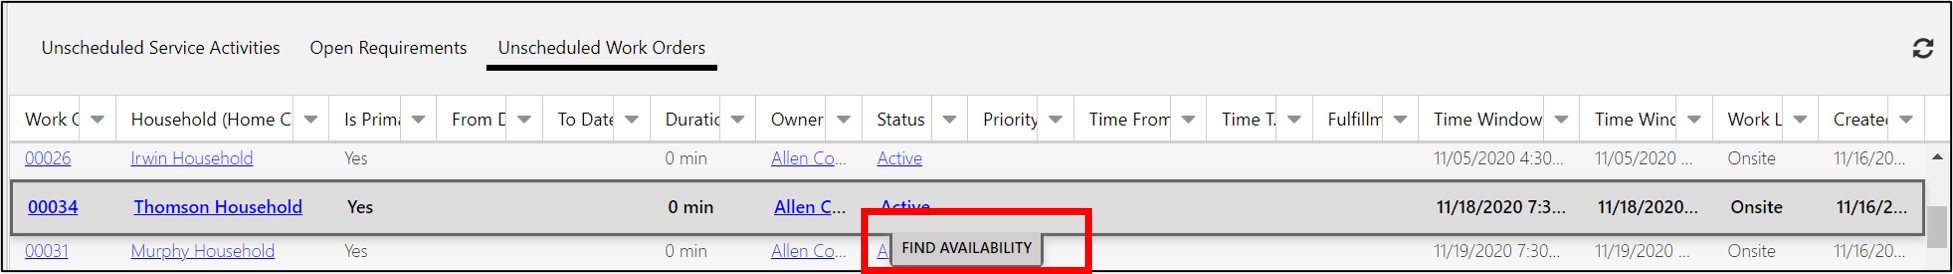 Unscheduled Service Activities Open Requirements Unscheduled Work Orders
Work C Household (Home C Is Prima From D To Date Duratio Owner Status Priority Time From Time T. Fulfillm Time Window Time Winc Work L Created
00026 Irwin Household Yes 0 min Allen Co... Active 11/05/2020 4:30... 11/05/2020 ... Onsite 11/16/20...
00034 Thomson Household Yes 0 min Allen C... Active 11/18/2020 7:3... 11/18/2020... Onsite 11/16/2...
00031 Murphy Household Yes 0 min Allen Co... A FIND AVAILABILITY 11/19/2020 7:30... 11/19/2020 ... Onsite 11/16/20...